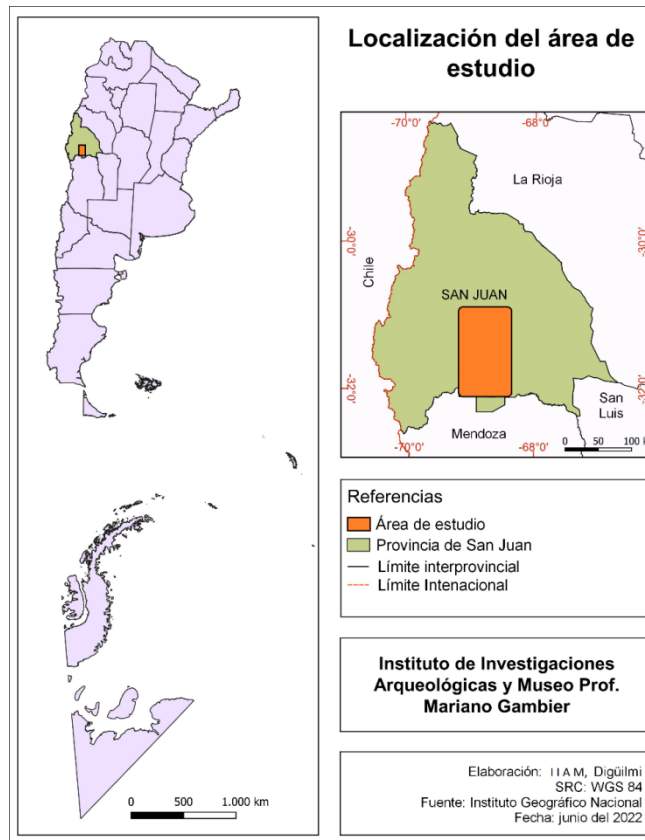 Localización del área de
estudio
-70°0'
-68°0'
La Rioja
-30°0'
-30°0'
Chile
SAN JUAN
-32°0'
-32°0'
San
Luis
Mendoza
0 50 100 k
-70°0'
-68°0'
Referencias
Área de estudio
Provincia de San Juan
Límite interprovincial
Límite Intenacional
Instituto de Investigaciones
Arqueológicas y Museo Prof.
Mariano Gambier
0 500 1.000 km
Elaboración: I I A M, Digüilmi
SRC: WGS 84
Fuente: Instituto Geográfico Nacional
Fecha: junio del 2022